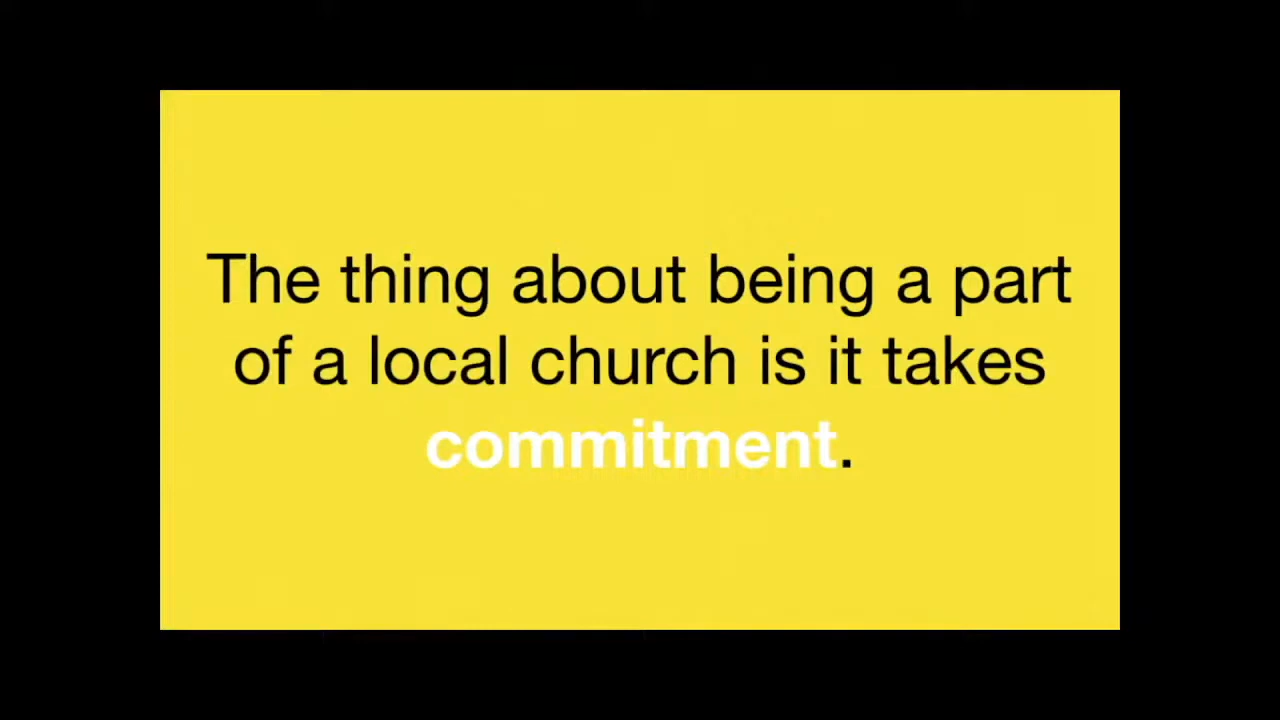 The thing about being a part
of a local church is it takes
commitment.